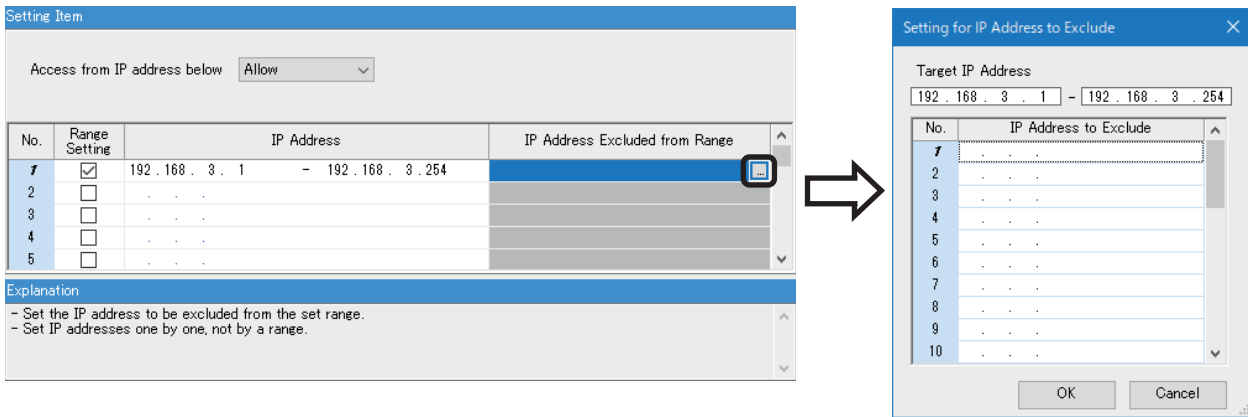 Setting Item
Access from IP address below Allow
No. Range Setting IP Address IP Address Excluded from Range
1 192 . 168 . 3 . 1 - 192 . 168 . 3 . 254 ...
2 . . .
3 . . .
4 . . .
5 . . .
Explanation
- Set the IP address to be excluded from the set range.
- Set IP addresses one by one, not by a range.
Setting for IP Address to Exclude
Target IP Address
192 . 168 . 3 . 1 - 192 . 168 . 3 . 254
No. IP Address to Exclude
1 . . .
2 . . .
3 . . .
4 . . .
5 . . .
6 . . .
7 . . .
8 . . .
9 . . .
10 . . .
OK Cancel